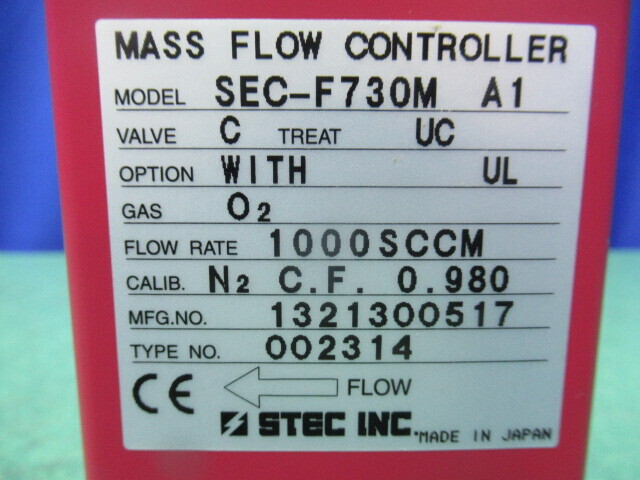 MASS FLOW CONTROLLER
MODEL SEC-F730M A1
VALVE C TREAT UC
OPTION WITH UL
GAS O₂
FLOW RATE 1000SCCM
CALIB. N₂ C.F. 0.980
MFG.NO. 1321300517
TYPE NO. 002314
CE FLOW
STEC INC. *MADE IN JAPAN